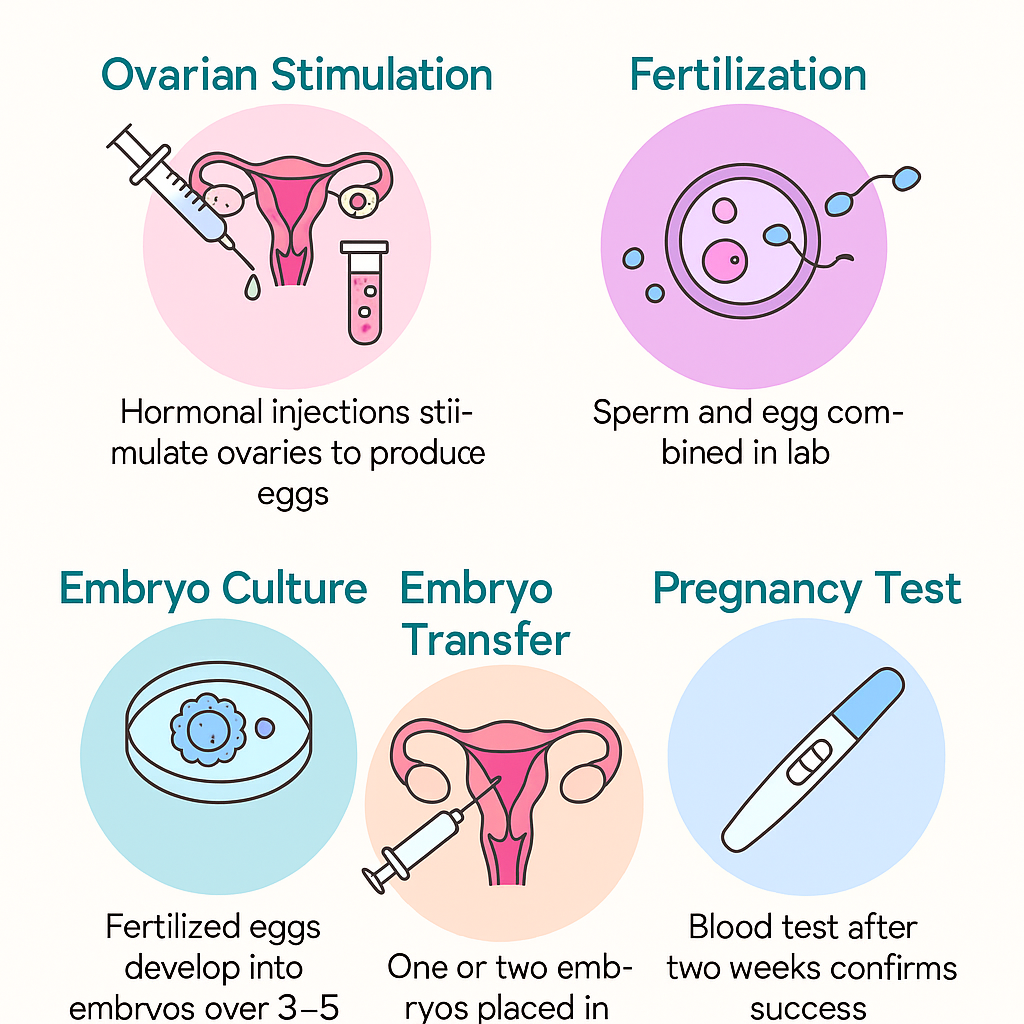 Ovarian Stimulation
Hormonal injections stii-
mulate ovaries to produce
eggs
Fertilization
Sperm and egg com-
bined in lab
Embryo Culture
Fertilized eggs
develop into
embryos over 3–5
Embryo
Transfer
One or two emb-
ryos placed in
Pregnancy Test
Blood test after
two weeks confirms
success